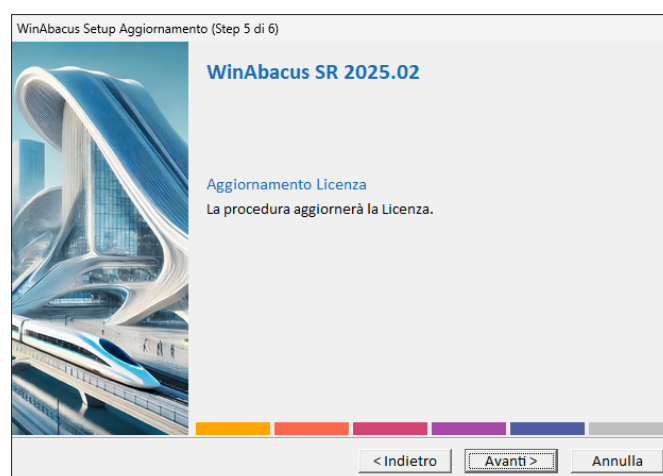 WinAbacus Setup Aggiornamento (Step 5 di 6)
WinAbacus SR 2025.02
Aggiornamento Licenza
La procedura aggiornerà la Licenza.
< Indietro
Avanti >
Annulla